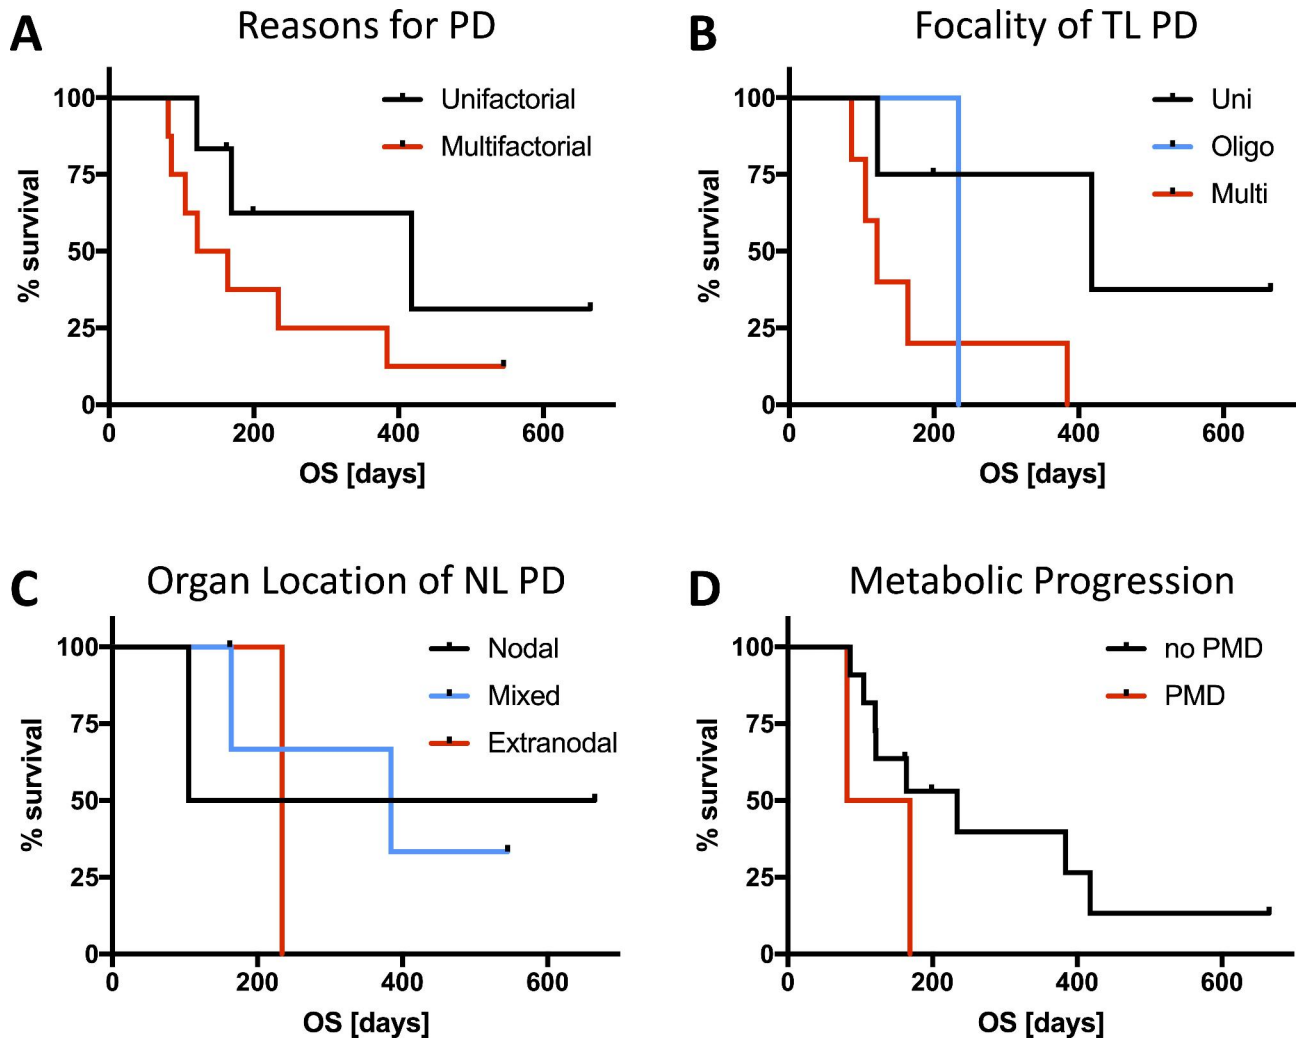 A Reasons for PD
100
75
50
25
0
% survival
Unifactorial
Multifactorial
0 200 400 600
OS [days]
B Focality of TL PD
100
75
50
25
0
% survival
Uni
Oligo
Multi
0 200 400 600
OS [days]
C Organ Location of NL PD
100
75
50
25
0
% survival
Nodal
Mixed
Extranodal
0 200 400 600
OS [days]
D Metabolic Progression
100
75
50
25
0
% survival
no PMD
PMD
0 200 400 600
OS [days]